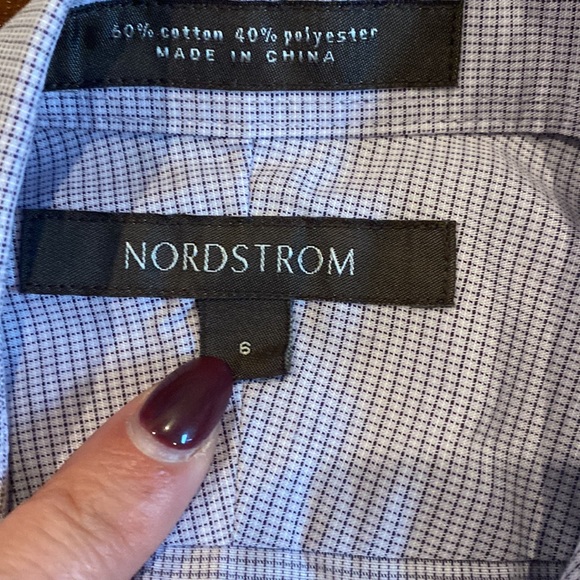 60% cotton 40% polyester
MADE IN CHINA
NORDSTROM
6